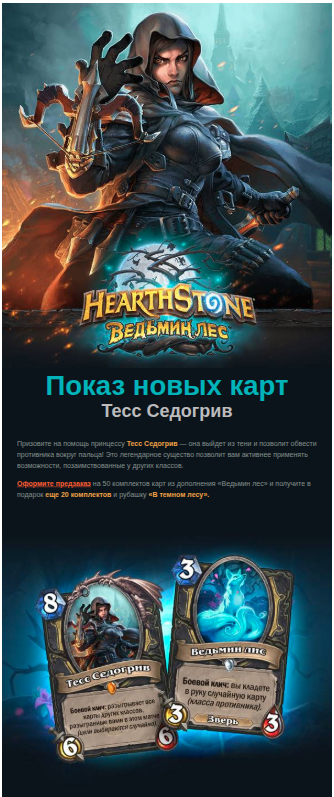 HEARTHSTONE
ВЕДЬМИН ЛЕС
Показ новых карт
Тесс Седогрив
Призовите на помощь принцессу Тесс Седогрив — она выйдет из тени и позволит обвести
противника вокруг пальца! Это легендарное существо позволит вам активнее применять
возможности, позаимствованные у других классов.
Оформите предзаказ на 50 комплектов карт из дополнения «Ведьмин лес» и получите в
подарок еще 20 комплектов и рубашку «В темном лесу».
8
Тесс Седогрив
Боевой клич: разыгрывает все
карты других классов,
разыгранные вами в этом матче
(цели выбираются случайно).
6
6
3
Ведьмин лис
Боевой клич: вы кладете
в руку случайную карту
(класса противника).
3
Зверь
3